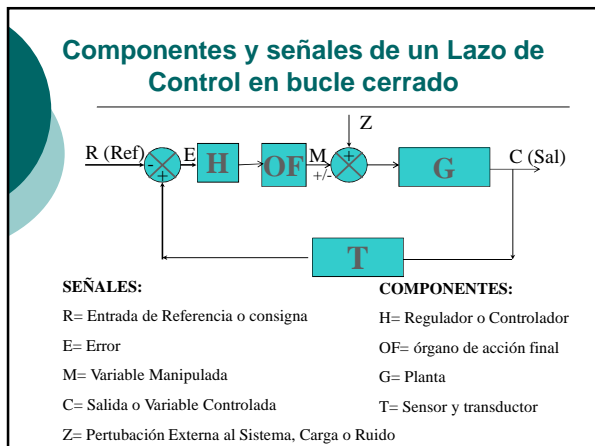 Componentes y señales de un Lazo de
Control en bucle cerrado
Z
R (Ref) - + E H OF M +/- + G C (Sal)
T
SEÑALES:
R= Entrada de Referencia o consigna
E= Error
M= Variable Manipulada
C= Salida o Variable Controlada
Z= Pertubación Externa al Sistema, Carga o Ruido
COMPONENTES:
H= Regulador o Controlador
OF= órgano de acción final
G= Planta
T= Sensor y transductor